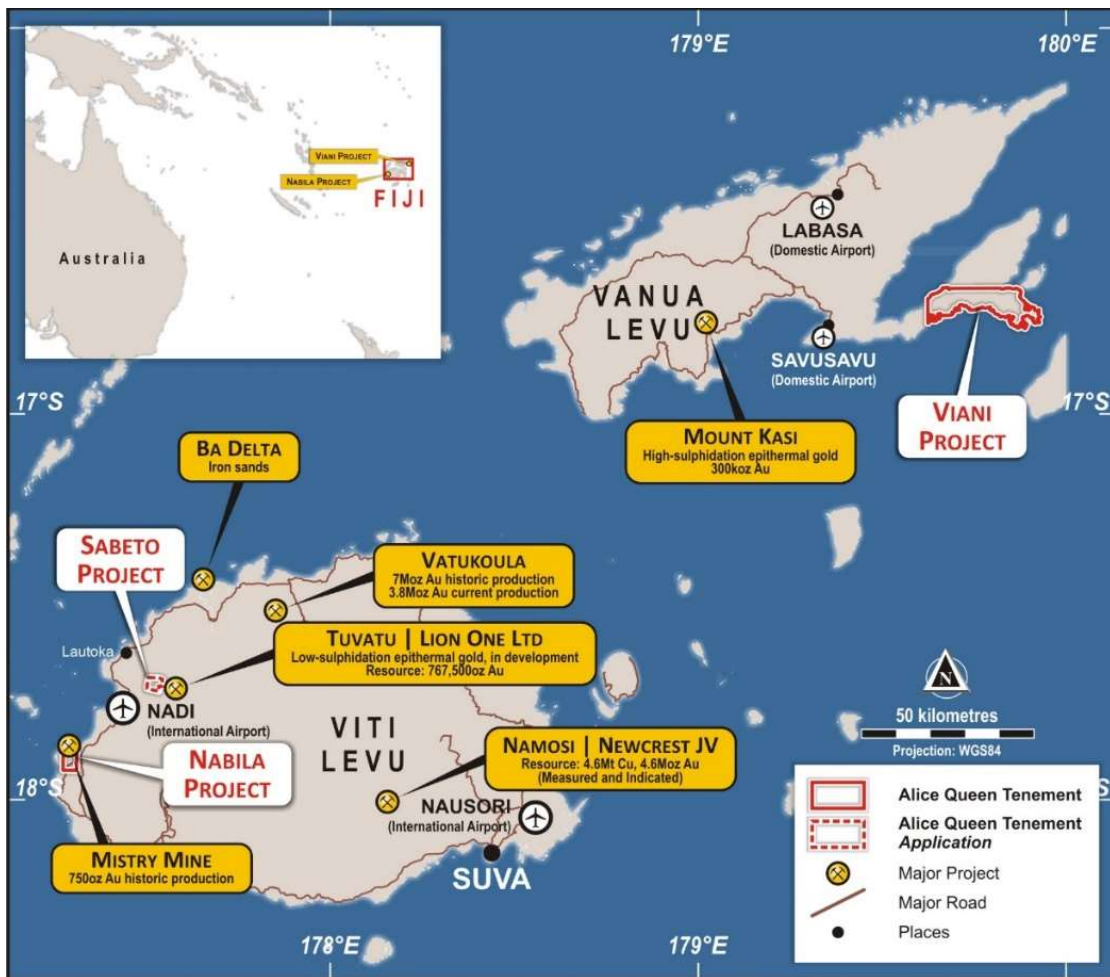 179°E
180°E
VIANI PROJECT
NABILA PROJECT
FIJI
Australia
LABASA
(Domestic Airport)
VANUA
LEVU
SAVUSAVU
(Domestic Airport)
17°S
17°S
VIANI
PROJECT
MOUNT KASI
High-sulphidation epithermal gold
300koz Au
BA DELTA
Iron sands
SABETO
PROJECT
VATUKOULA
7Moz Au historic production
3.8Moz Au current production
TUVATU | LION ONE LTD
Low-sulphidation epithermal gold, in development
Resource: 767,500oz Au
Lautoka
NADI
(International Airport)
VITI
LEVU
N
50 kilometres
Projection: WGS84
NABILA
PROJECT
NAMOSI | NEWCREST JV
Resource: 4.6Mt Cu, 4.6Moz Au
(Measured and Indicated)
18°S
18°S
NAUSORI
(International Airport)
MISTRY MINE
750oz Au historic production
SUVA
Alice Queen Tenement
Alice Queen Tenement
Application
Major Project
Major Road
Places
178°E
179°E